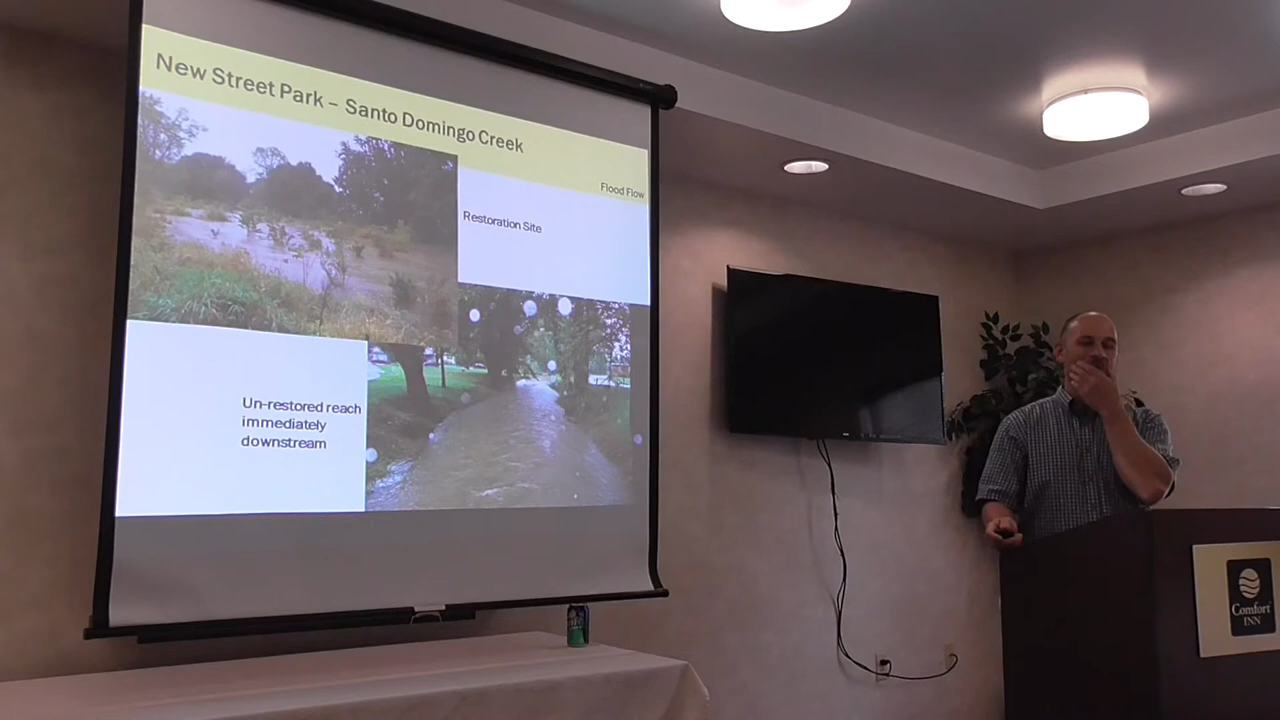 New Street Park – Santo Domingo Creek
Flood Flow
Restoration Site
Un-restored reach
immediately
downstream
Comfort
INN